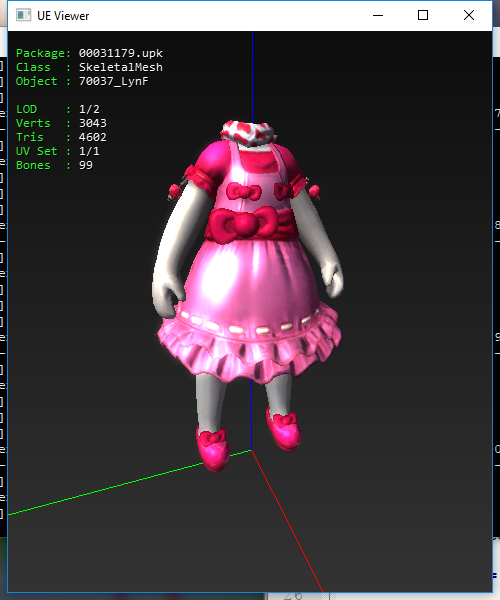 UE Viewer
Package: 00031179.upk
Class : SkeletalMesh
Object : 70037_LynF
LOD : 1/2
Verts : 3043
Tris : 4602
UV Set : 1/1
Bones : 99